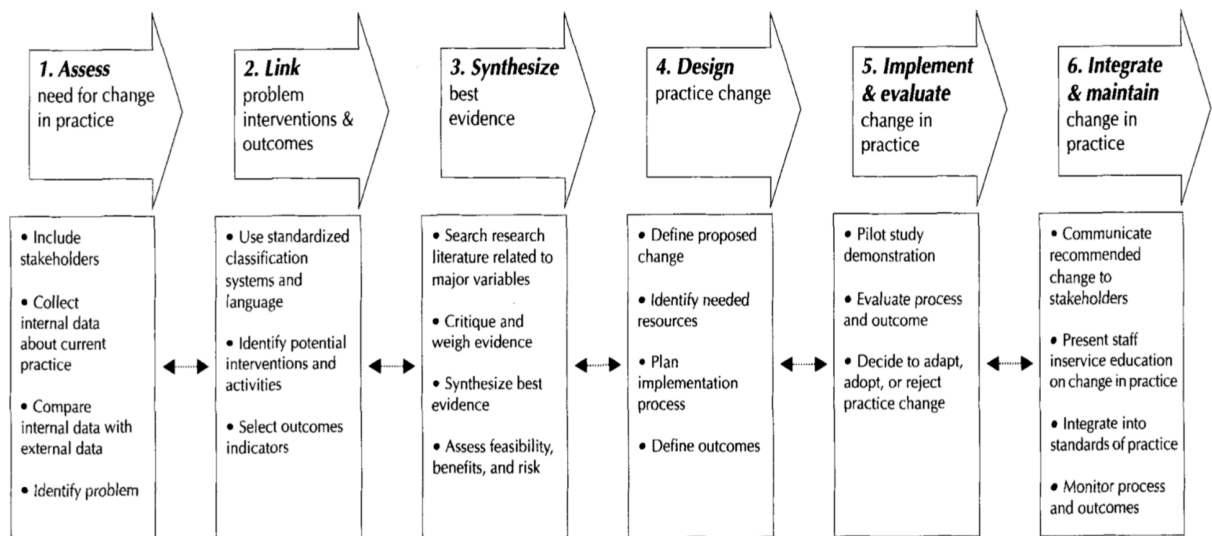 1. Assess
need for change
in practice
2. Link
problem
interventions &
outcomes
3. Synthesize
best
evidence
4. Design
practice change
5. Implement
& evaluate
change in
practice
6. Integrate
& maintain
change in
practice
• Include
stakeholders
• Collect
internal data
about current
practice
• Compare
internal data with
external data
• Identify problem
• Use standardized
classification
systems and
language
• Identify potential
interventions and
activities
• Select outcomes
indicators
• Search research
literature related to
major variables
• Critique and
weigh evidence
• Synthesize best
evidence
• Assess feasibility,
benefits, and risk
• Define proposed
change
• Identify needed
resources
• Plan
implementation
process
• Define outcomes
• Pilot study
demonstration
• Evaluate process
and outcome
• Decide to adapt,
adopt, or reject
practice change
• Communicate
recommended
change to
stakeholders
• Present staff
inservice education
on change in practice
• Integrate into
standards of practice
• Monitor process
and outcomes